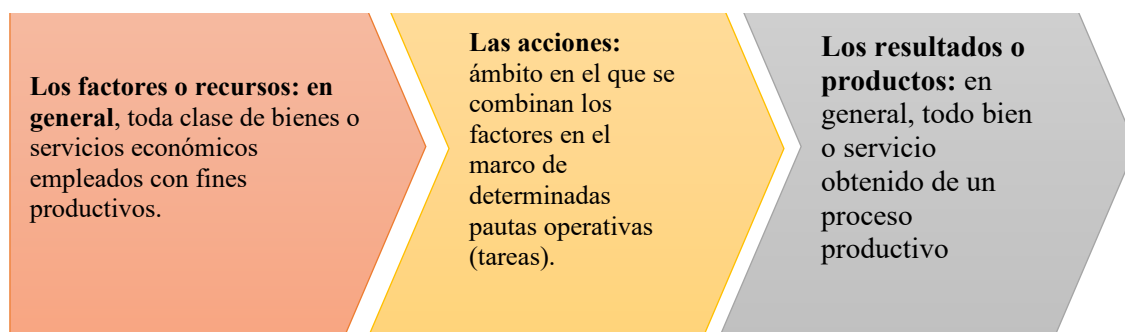 Los factores o recursos: en
general, toda clase de bienes o
servicios económicos
empleados con fines
productivos.
Las acciones:
ámbito en el que se
combinan los
factores en el
marco de
determinadas
pautas operativas
(tareas).
Los resultados o
productos: en
general, todo bien
o servicio
obtenido de un
proceso
productivo